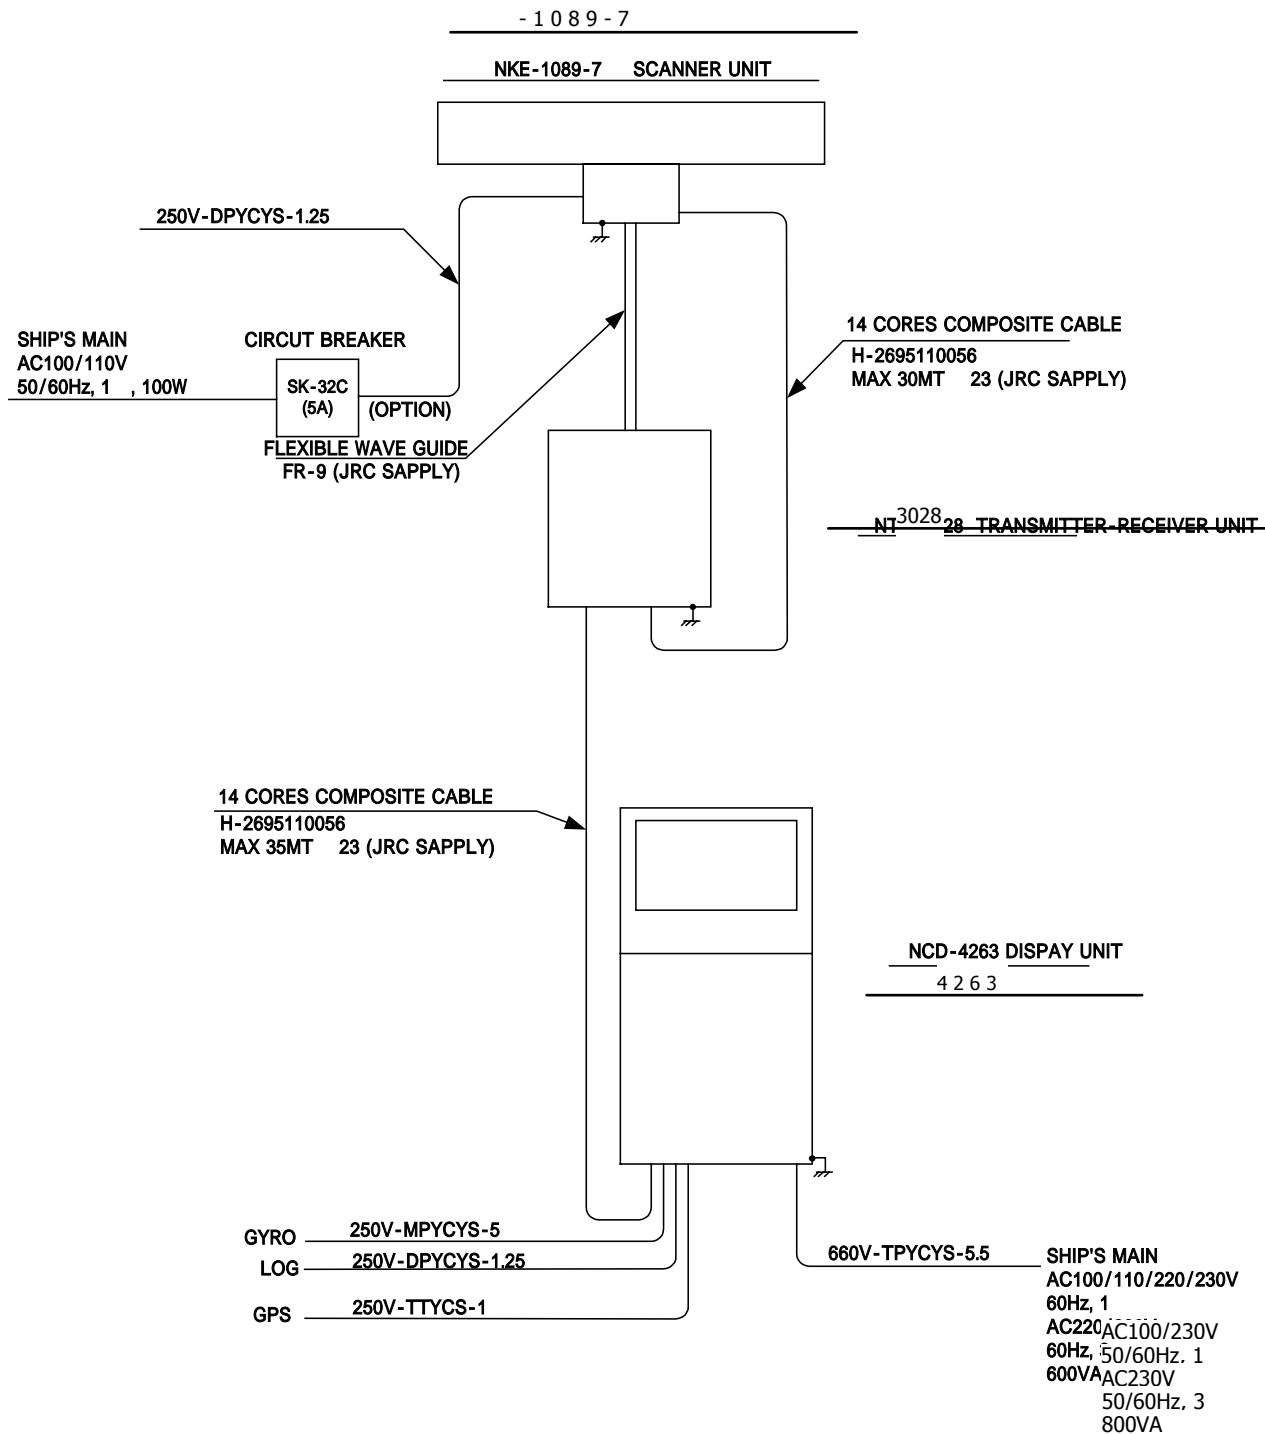 -1089-7
NKE-1089-7 SCANNER UNIT
250V-DPYCYS-1.25
SHIP'S MAIN
AC100/110V
50/60Hz, 1 , 100W
CIRCUT BREAKER
SK-32C
(5A)
(OPTION)
FLEXIBLE WAVE GUIDE
FR-9 (JRC SAPPLY)
14 CORES COMPOSITE CABLE
H-2695110056
MAX 30MT 23 (JRC SAPPLY)
3028
28 TRANSMITTER-RECEIVER UNIT
14 CORES COMPOSITE CABLE
H-2695110056
MAX 35MT 23 (JRC SAPPLY)
NCD-4263 DISPAY UNIT
4263
GYRO 250V-MPYCYS-5
LOG 250V-DPYCYS-1.25
GPS 250V-TTYCS-1
660V-TPYCYS-5.5
SHIP'S MAIN
AC100/110/220/230V
60Hz, 1
AC220
60Hz,
600VA
AC100/230V
50/60Hz, 1
AC230V
50/60Hz, 3
800VA